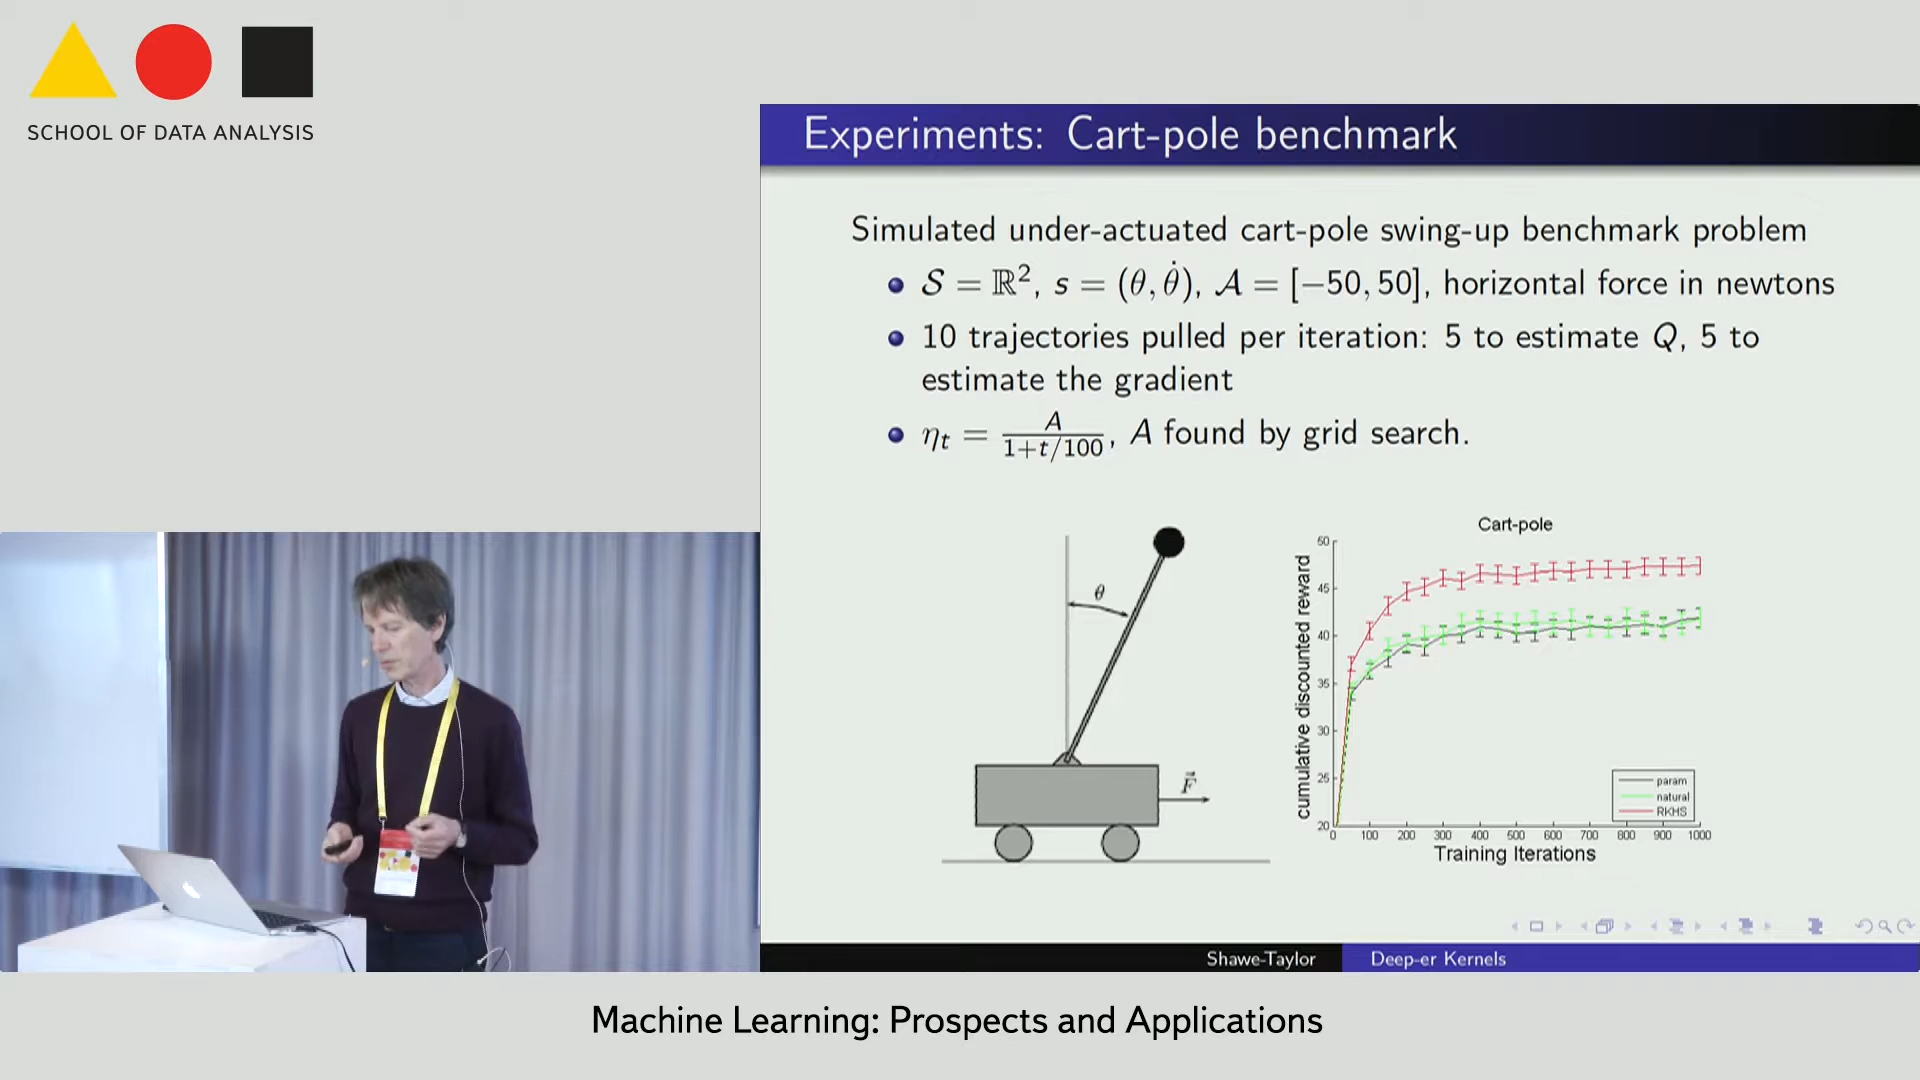 SCHOOL OF DATA ANALYSIS
Experiments: Cart-pole benchmark
Simulated under-actuated cart-pole swing-up benchmark problem
𝒮 = ℝ², s = (θ, θ̇), 𝒜 = [−50, 50], horizontal force in newtons
10 trajectories pulled per iteration: 5 to estimate Q, 5 to
estimate the gradient
ηₜ = A/(1+t/100), A found by grid search.
θ
F⃗
Cart-pole
cumulative discounted reward
50
45
40
35
30
25
20
0 100 200 300 400 500 600 700 800 900 1000
Training Iterations
param
natural
RKHS
Shawe-Taylor
Deep-er Kernels
Machine Learning: Prospects and Applications